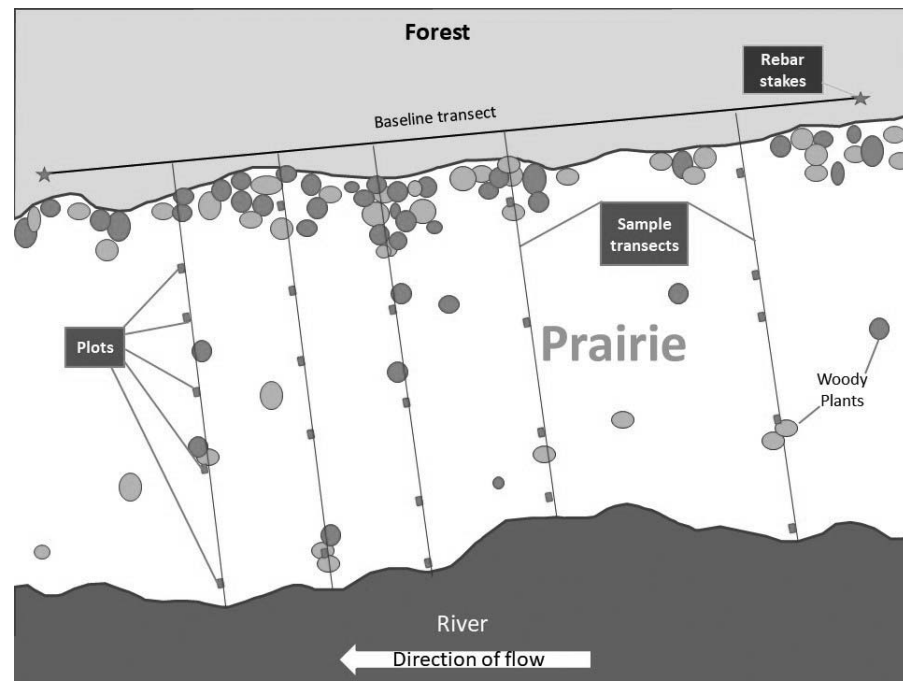 Forest
Rebar
stakes
Baseline transect
Sample
transects
Plots
Prairie
Woody
Plants
River
Direction of flow